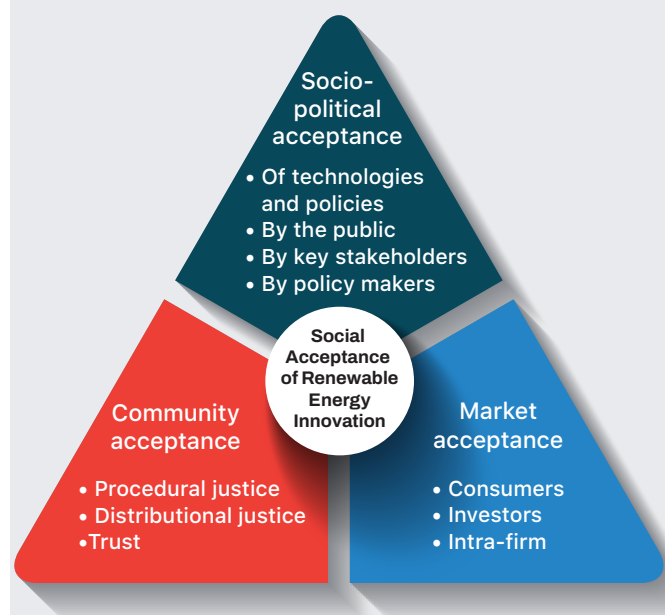 Socio-
political
acceptance
• Of technologies
and policies
• By the public
• By key stakeholders
• By policy makers
Social
Acceptance
of Renewable
Energy
Innovation
Community
acceptance
• Procedural justice
• Distributional justice
•Trust
Market
acceptance
• Consumers
• Investors
• Intra-firm